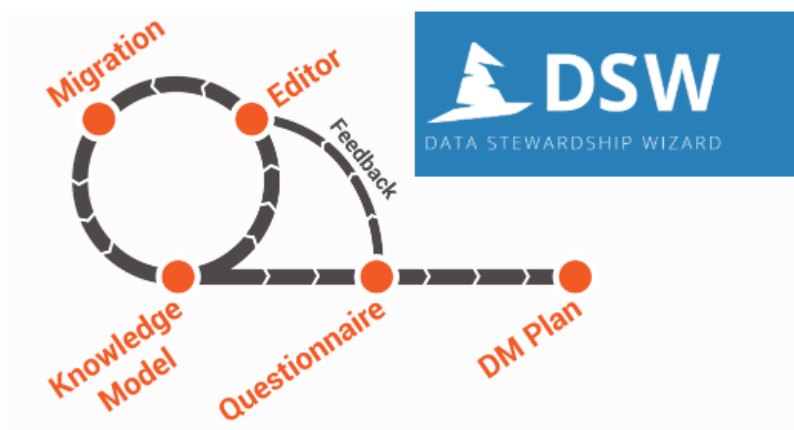 Migration
Editor
DSW
DATA STEWARDSHIP WIZARD
Feedback
Knowledge
Model
Questionnaire
DM Plan